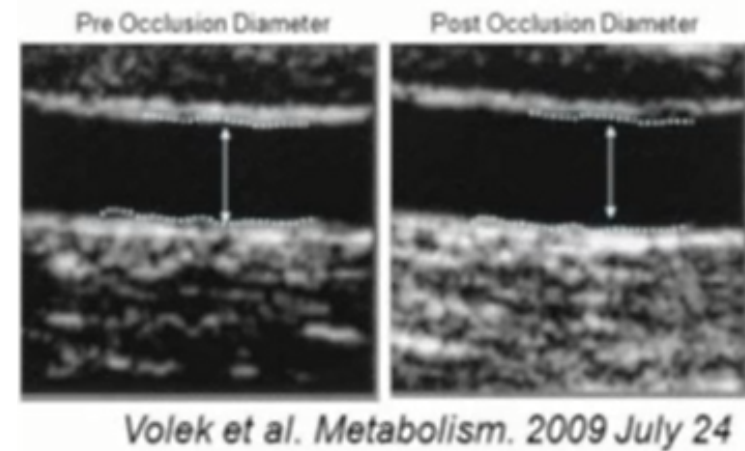 Pre Occlusion Diameter
Post Occlusion Diameter
Volek et al. Metabolism. 2009 July 24